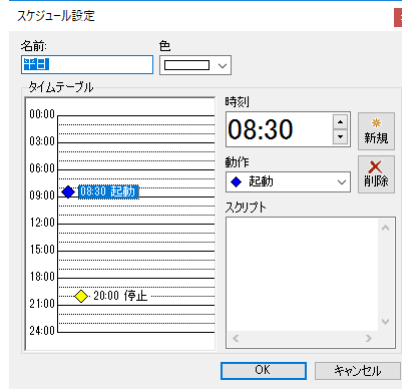 スケジュール設定
名前:
色
平日
タイムテーブル
00:00
03:00
06:00
09:00
12:00
15:00
18:00
21:00
24:00
08:30 起動
20:00 停止
時刻
08:30
新規
動作
起動
削除
スクリプト
OK
キャンセル